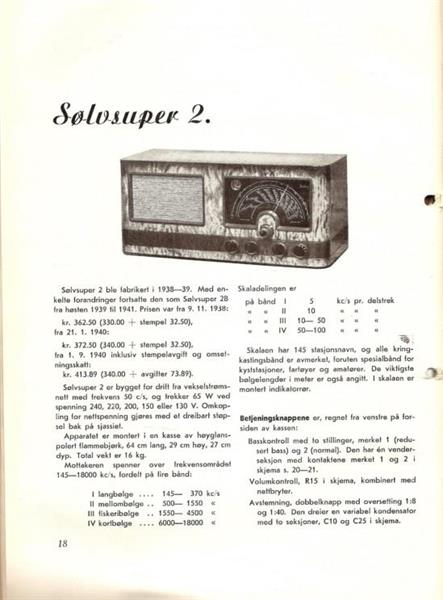 Sølvsuper 2.
Sølvsuper 2 ble fabrikert i 1938—39. Med en-
kelte forandringer fortsatte den som Sølvsuper 2B
fra høsten 1939 til 1941. Prisen var fra 9. 11. 1938:
kr. 362.50 (330.00 + stempel 32.50),
fra 21. 1. 1940:
kr. 372.50 (340.00 + stempel 32.50),
fra 1. 9. 1940 inklusiv stempelavgift og omset-
ningsskatt:
kr. 413.89 (340.00 + avgifter 73.89).
Sølvsuper 2 er bygget for drift fra vekselstrøms-
nett med frekvens 50 c/s, og trekker 65 W ved
spenning 240, 220, 200, 150 eller 130 V. Omkop-
ling for nettspenning gjøres med et dreibart støp-
sel bak på sjassiet.
Apparatet er montert i en kasse av høyglans-
polert flammebjørk, 64 cm lang, 29 cm høy, 27 cm
dyp. Total vekt er 16 kg.
Mottakeren spenner over frekvensområdet
145—18000 kc/s, fordelt på fire bånd:
I langbølge .... 145— 370 kc/s
II mellombølge .. 500— 1550 «
III fiskeribølge .. 1550— 4500 «
IV kortbølge .... 6000—18000 «
18
Skaladelingen er
på bånd I 5 kc/s pr. delstrek
« « II 10 « « «
« « III 10— 50 « « «
« « IV 50—100 « « «
Skalaen har 145 stasjonsnavn, og alle kring-
kastingsbånd er avmerket, foruten spesialbånd for
kyststasjoner, fartøyer og amatører. De viktigste
bølgelengder i meter er også angitt. I skalaen er
montert indikatorrør.
Betjeningsknappene er, regnet fra venstre på for-
siden av kassen:
Basskontroll med to stillinger, merket 1 (redu-
sert bass) og 2 (normal). Den har én vender-
seksjon med kontaktene merket 1 og 2 i
skjema s. 20—21.
Volumkontroll, R15 i skjema, kombinert med
nettbryter.
Avstemning, dobbelknapp med oversetting 1:8
og 1:40. Den dreier en variabel kondensator
med to seksjoner, C10 og C25 i skjema.